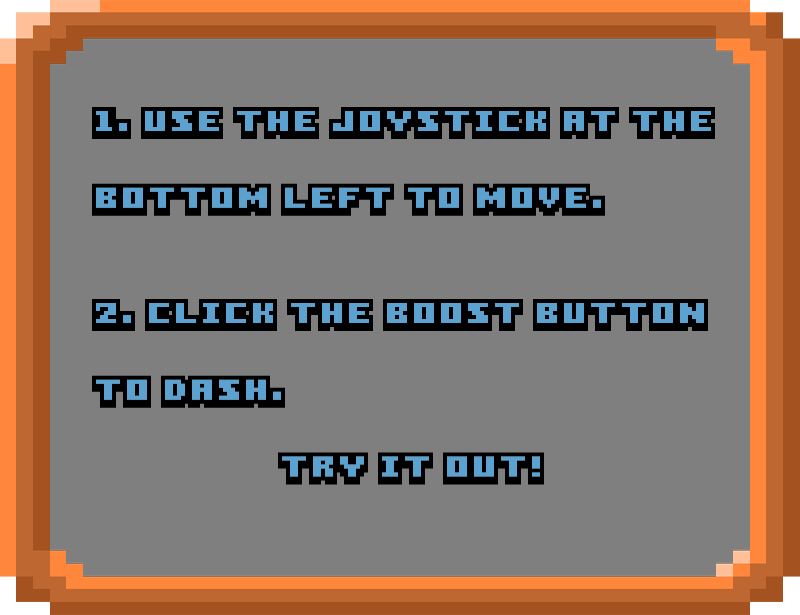 1. USE THE JOYSTICK AT THE
BOTTOM LEFT TO MOVE.
2. CLICK THE BOOST BUTTON
TO DASH.
TRY IT OUT!